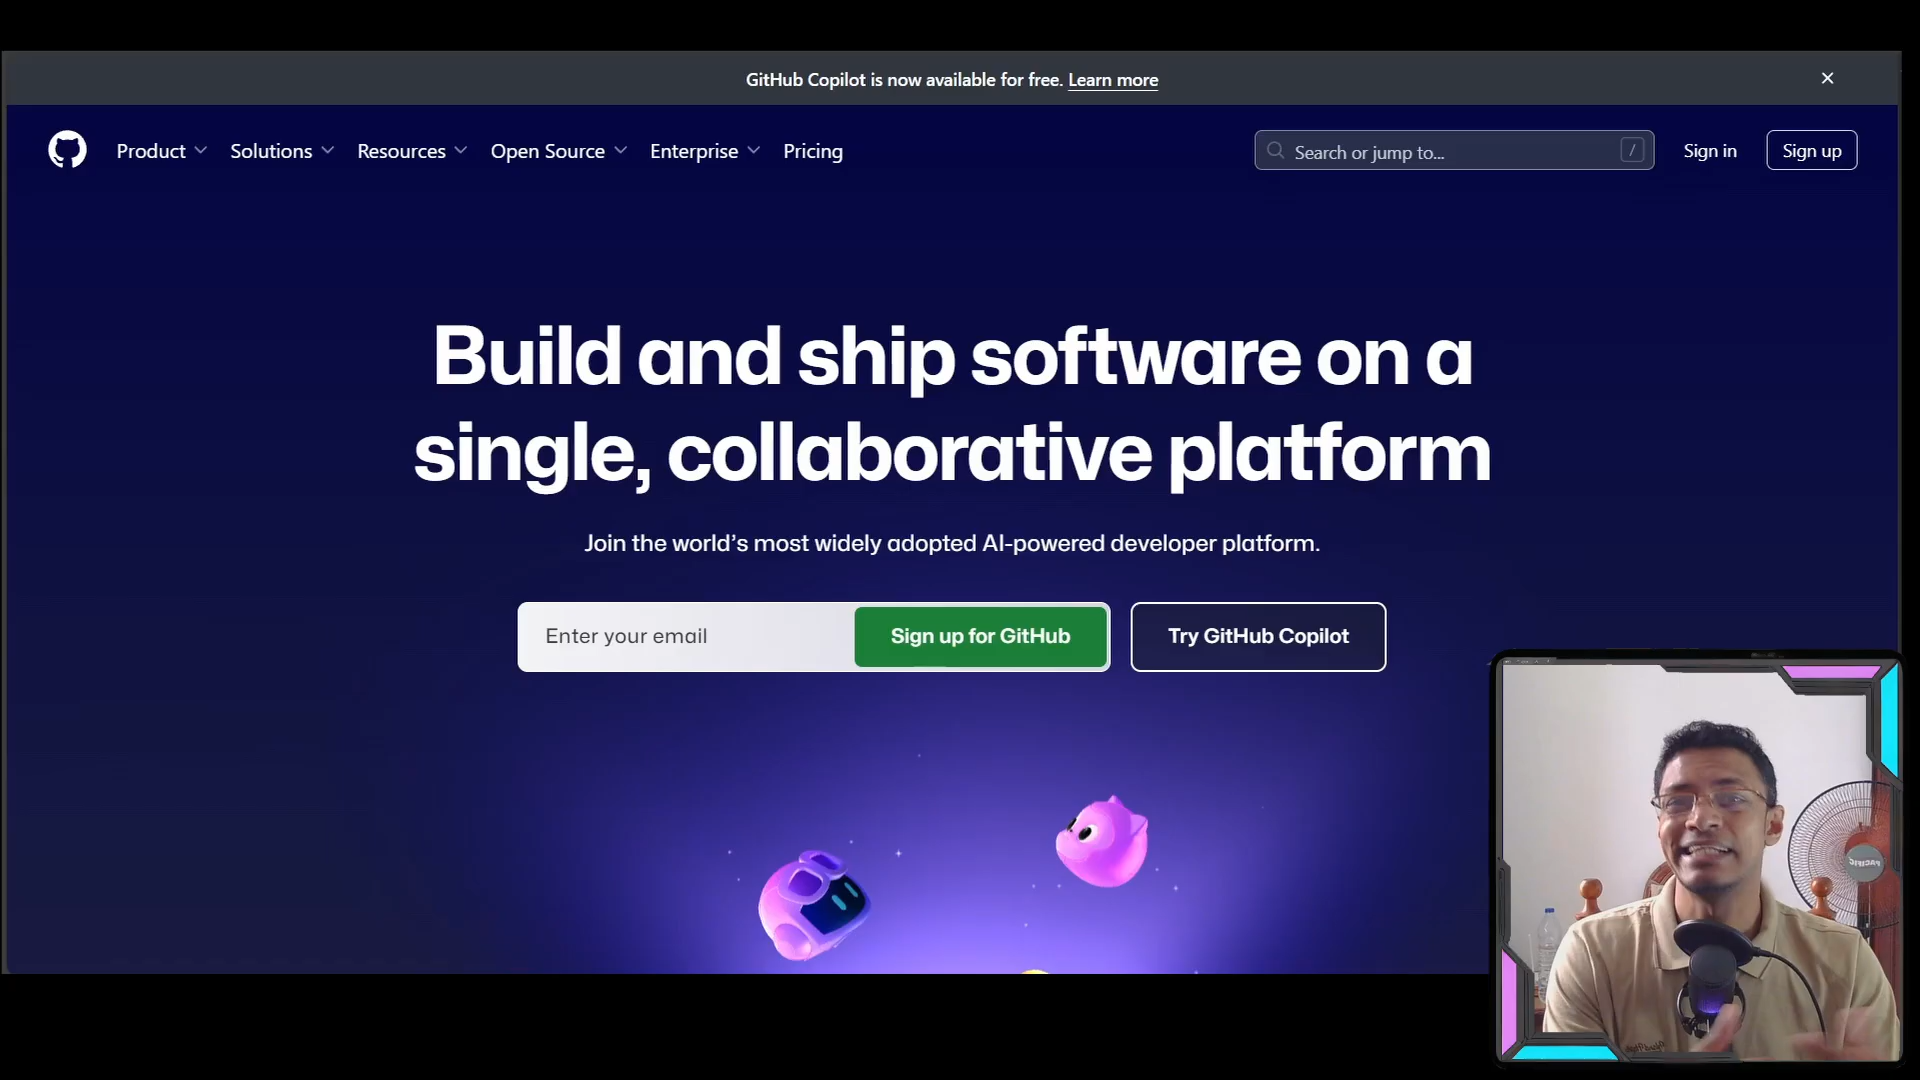 GitHub Copilot is now available for free. Learn more
Product Solutions Resources Open Source Enterprise Pricing
Search or jump to... /
Sign in
Sign up
Build and ship software on a
single, collaborative platform
Join the world's most widely adopted AI-powered developer platform.
Enter your email
Sign up for GitHub
Try GitHub Copilot
PACIFIC